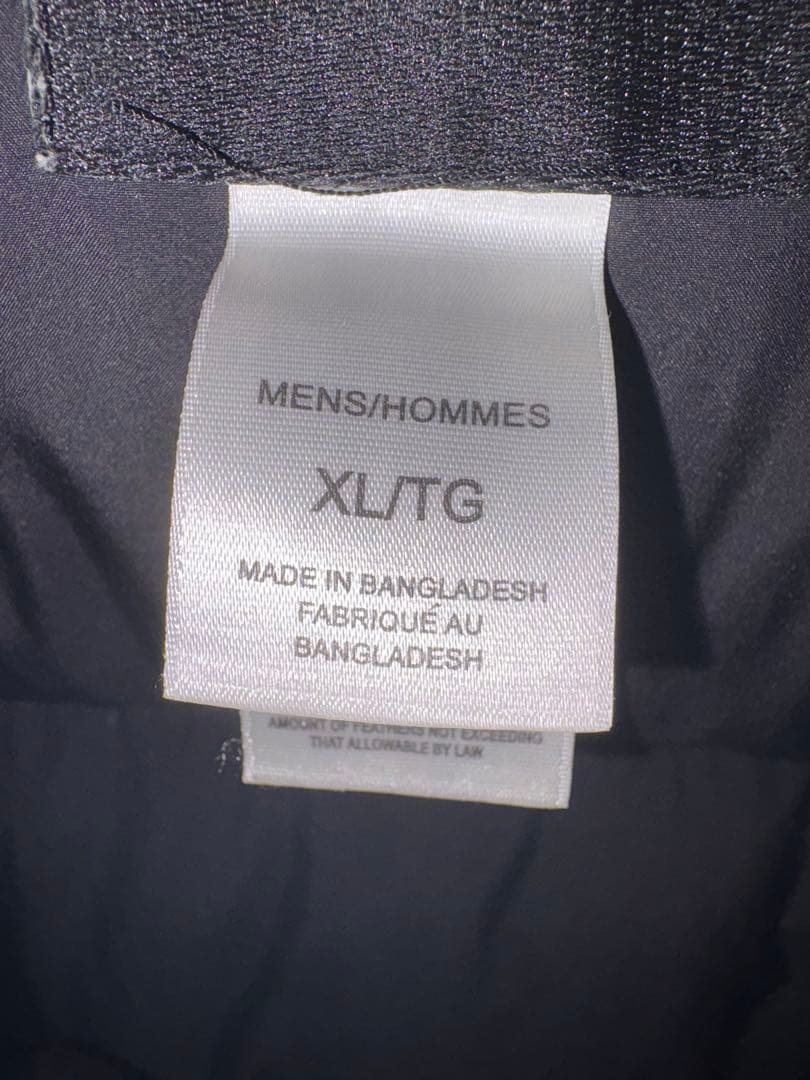 MENS/HOMMES
XL/TG
MADE IN BANGLADESH
FABRIQUÉ AU
BANGLADESH
AMOUNT OF FEATHERS NOT EXCEEDING
THAT ALLOWABLE BY LAW